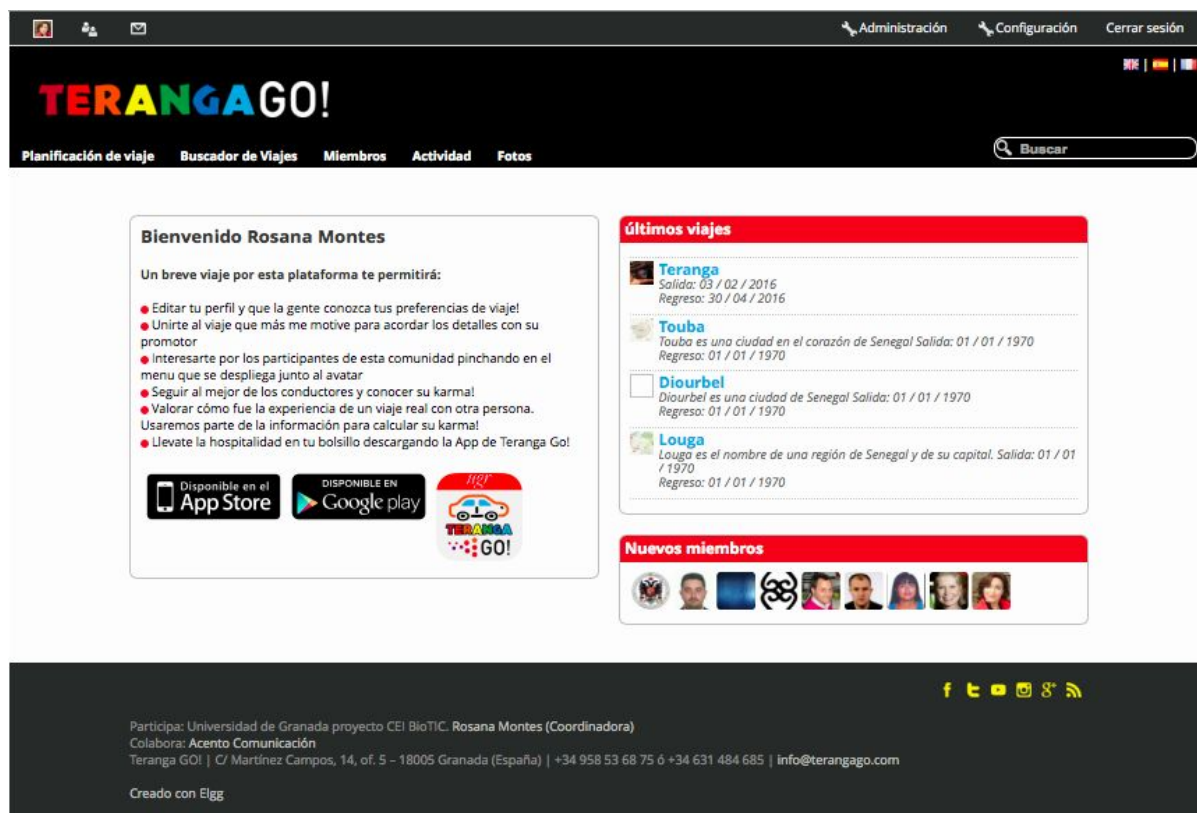 Administración Configuración Cerrar sesión
TERANGAGO!
Planificación de viaje Buscador de Viajes Miembros Actividad Fotos
Buscar
Bienvenido Rosana Montes
Un breve viaje por esta plataforma te permitirá:
Editar tu perfil y que la gente conozca tus preferencias de viaje!
Unirte al viaje que más me motive para acordar los detalles con su
promotor
Interesarte por los participantes de esta comunidad pinchando en el
menu que se despliega junto al avatar
Seguir al mejor de los conductores y conocer su karma!
Valorar cómo fue la experiencia de un viaje real con otra persona.
Usaremos parte de la información para calcular su karma!
Llevate la hospitalidad en tu bolsillo descargando la App de Teranga Go!
Disponible en el
App Store
DISPONIBLE EN
Google play
ugr
TERANGA
GO!
últimos viajes
Teranga
Salida: 03 / 02 / 2016
Regreso: 30 / 04 / 2016
Touba
Touba es una ciudad en el corazón de Senegal Salida: 01 / 01 / 1970
Regreso: 01 / 01 / 1970
Diourbel
Diourbel es una ciudad de Senegal Salida: 01 / 01 / 1970
Regreso: 01 / 01 / 1970
Louga
Louga es el nombre de una región de Senegal y de su capital. Salida: 01 / 01
/ 1970
Regreso: 01 / 01 / 1970
Nuevos miembros
Participa: Universidad de Granada proyecto CEI BioTIC. Rosana Montes (Coordinadora)
Colabora: Acento Comunicación
Teranga GO! | C/ Martínez Campos, 14, of. 5 – 18005 Granada (España) | +34 958 53 68 75 ó +34 631 484 685 | info@terangago.com
Creado con Elgg